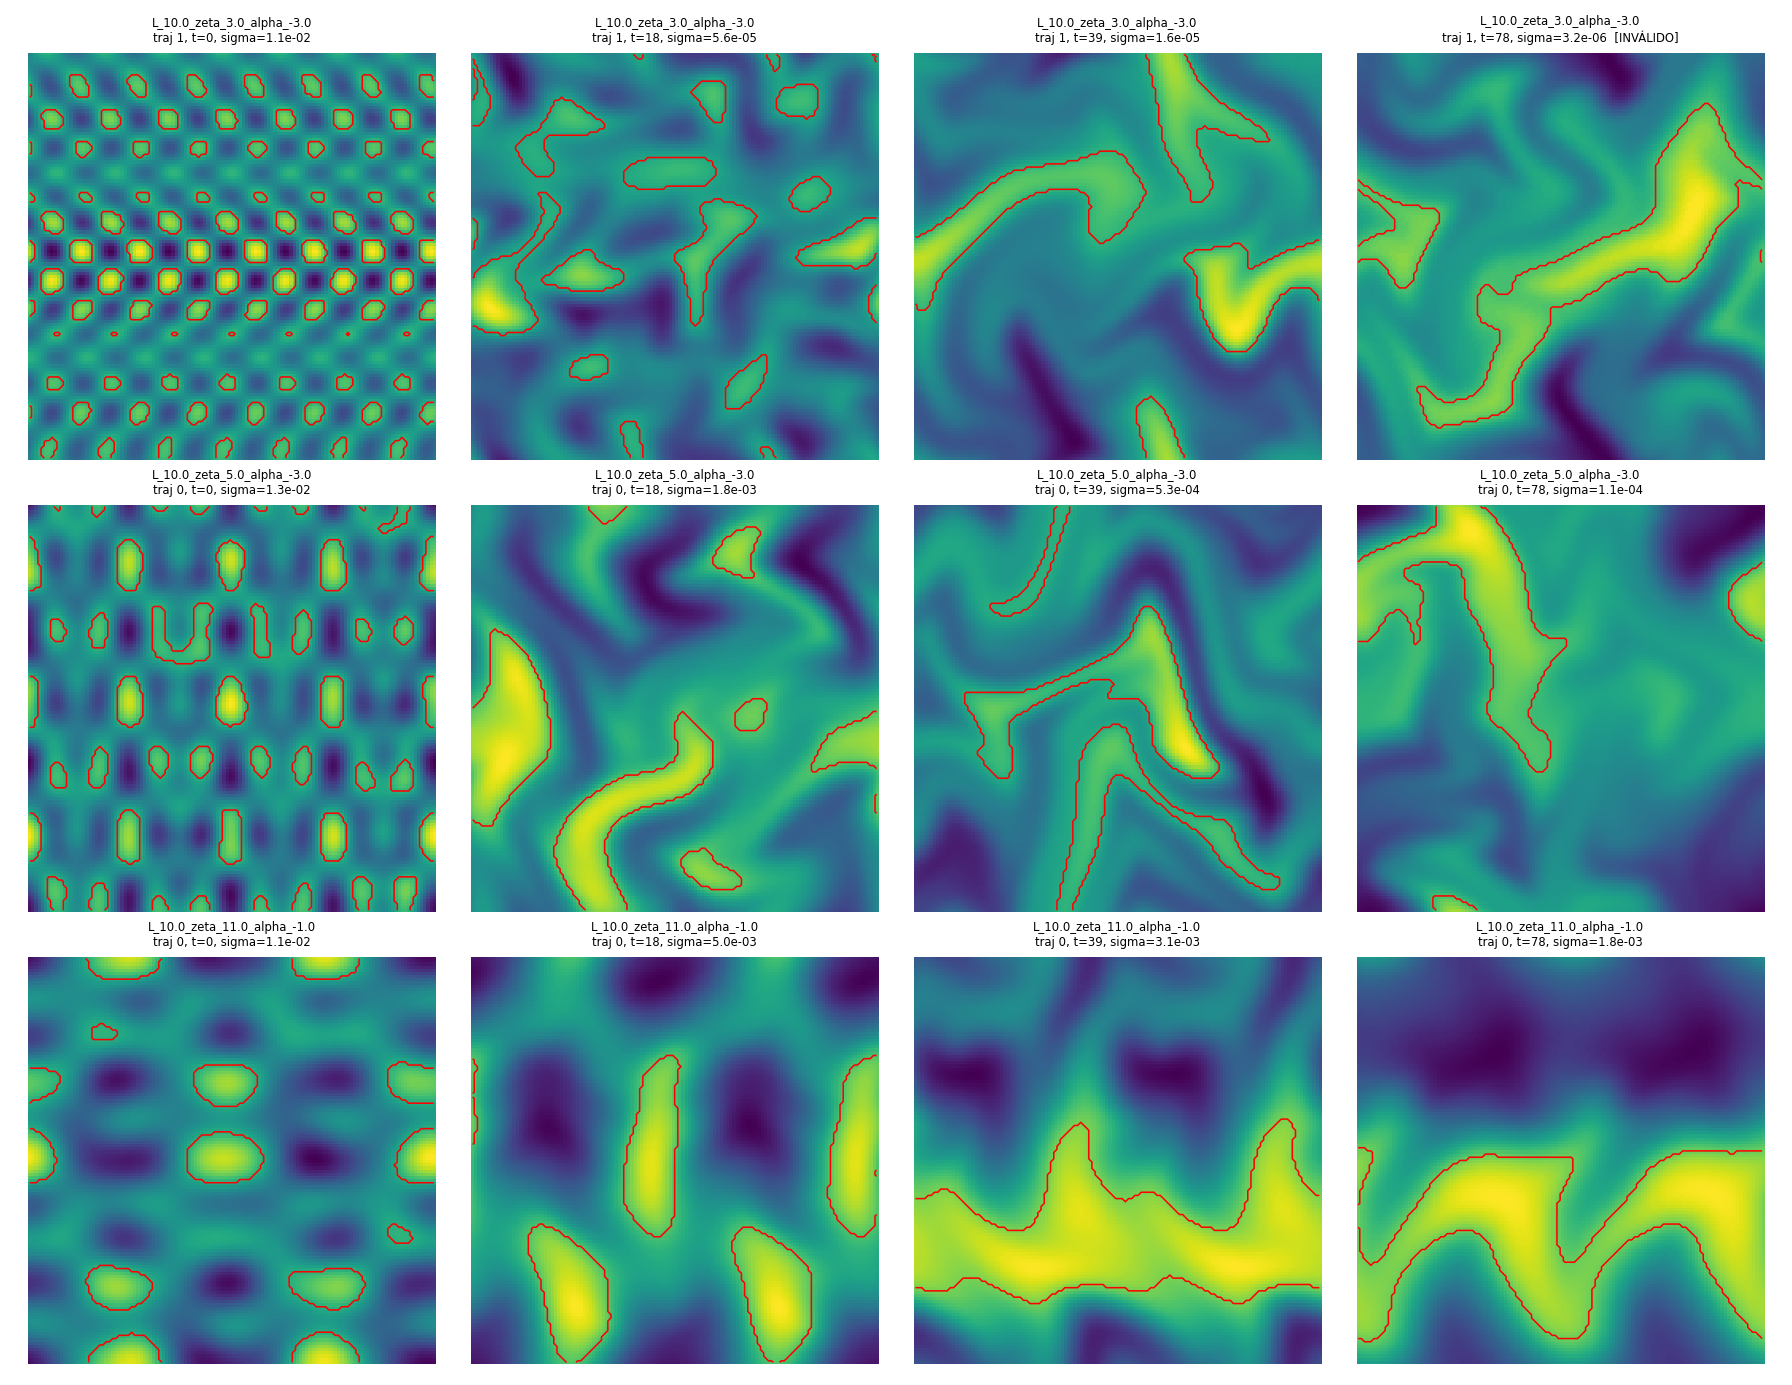 L_10.0_zeta_3.0_alpha_-3.0
traj 1, t=0, sigma=1.1e-02
L_10.0_zeta_3.0_alpha_-3.0
traj 1, t=18, sigma=5.6e-05
L_10.0_zeta_3.0_alpha_-3.0
traj 1, t=39, sigma=1.6e-05
L_10.0_zeta_3.0_alpha_-3.0
traj 1, t=78, sigma=3.2e-06  [INVÁLIDO]
L_10.0_zeta_5.0_alpha_-3.0
traj 0, t=0, sigma=1.3e-02
L_10.0_zeta_5.0_alpha_-3.0
traj 0, t=18, sigma=1.8e-03
L_10.0_zeta_5.0_alpha_-3.0
traj 0, t=39, sigma=5.3e-04
L_10.0_zeta_5.0_alpha_-3.0
traj 0, t=78, sigma=1.1e-04
L_10.0_zeta_11.0_alpha_-1.0
traj 0, t=0, sigma=1.1e-02
L_10.0_zeta_11.0_alpha_-1.0
traj 0, t=18, sigma=5.0e-03
L_10.0_zeta_11.0_alpha_-1.0
traj 0, t=39, sigma=3.1e-03
L_10.0_zeta_11.0_alpha_-1.0
traj 0, t=78, sigma=1.8e-03